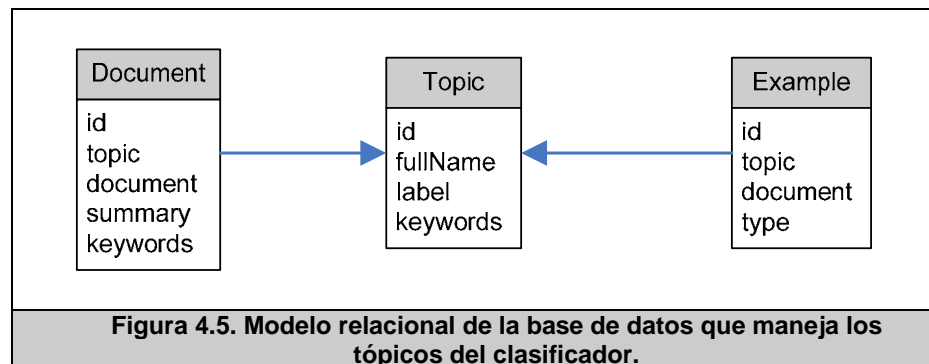 Document
id
topic
document
summary
keywords
Topic
id
fullName
label
keywords
Example
id
topic
document
type
Figura 4.5. Modelo relacional de la base de datos que maneja los
tópicos del clasificador.